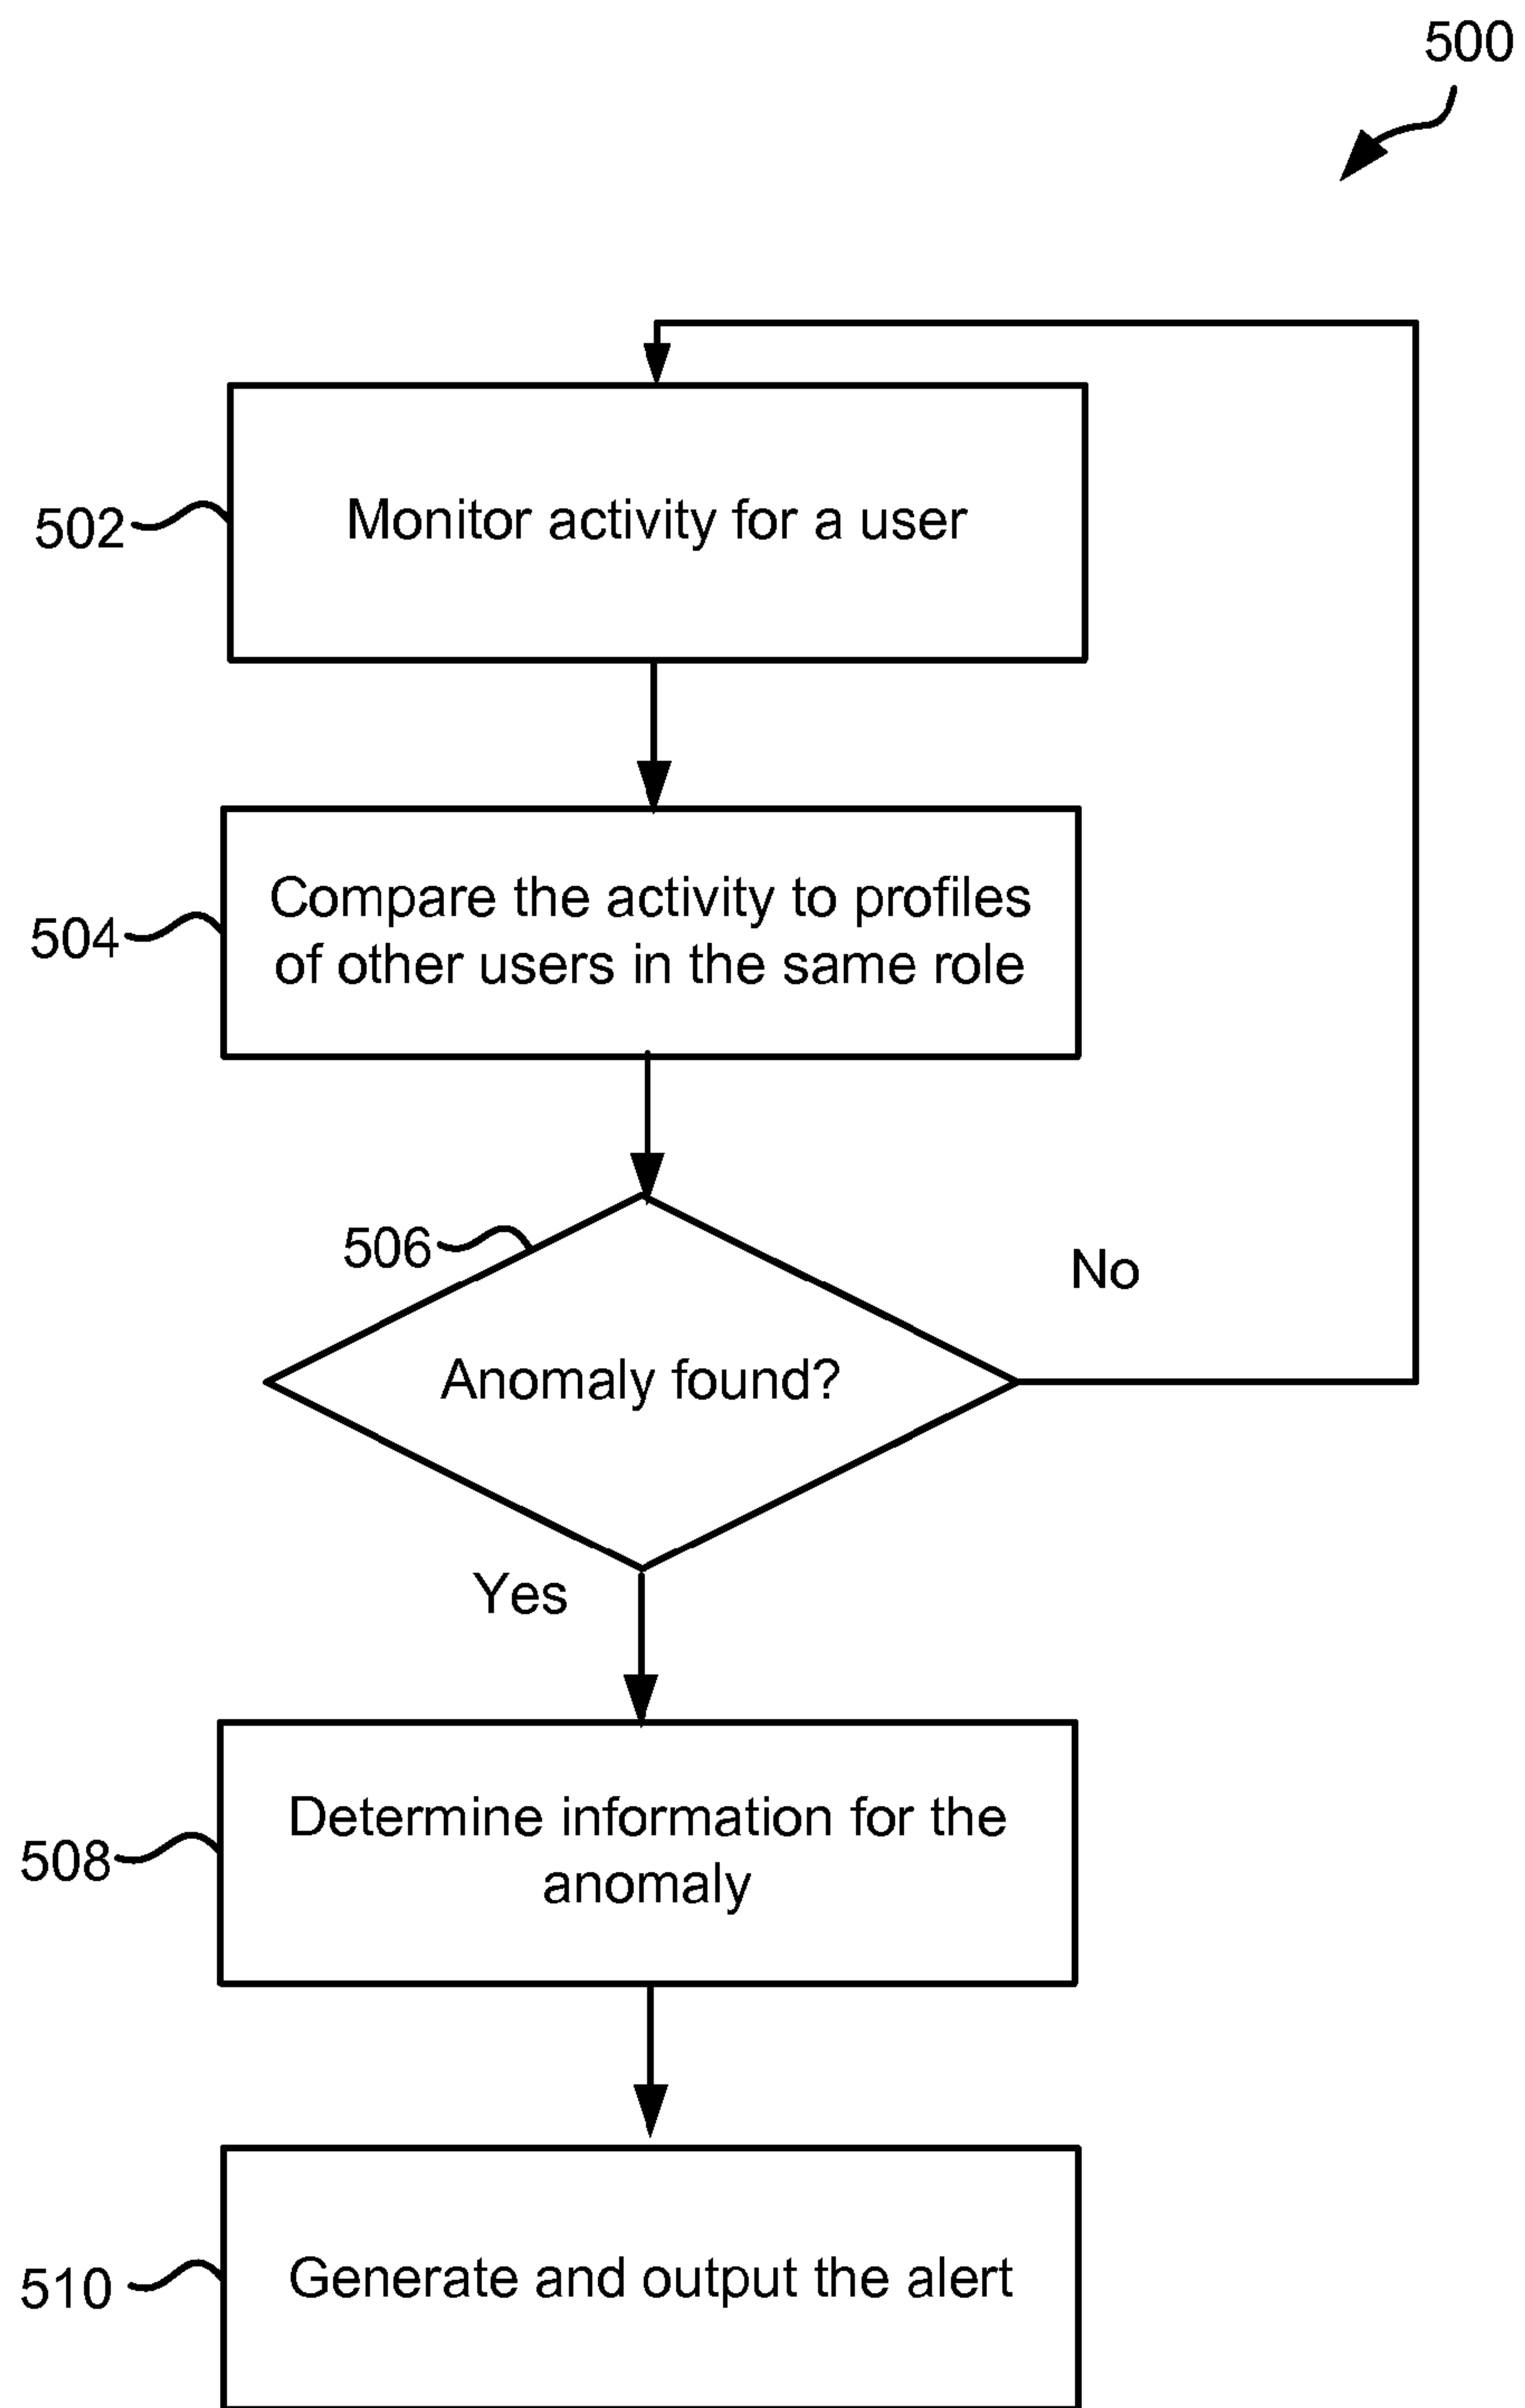 500
502
Monitor activity for a user
504
Compare the activity to profiles
of other users in the same role
506
No
Anomaly found?
Yes
508
Determine information for the
anomaly
510
Generate and output the alert